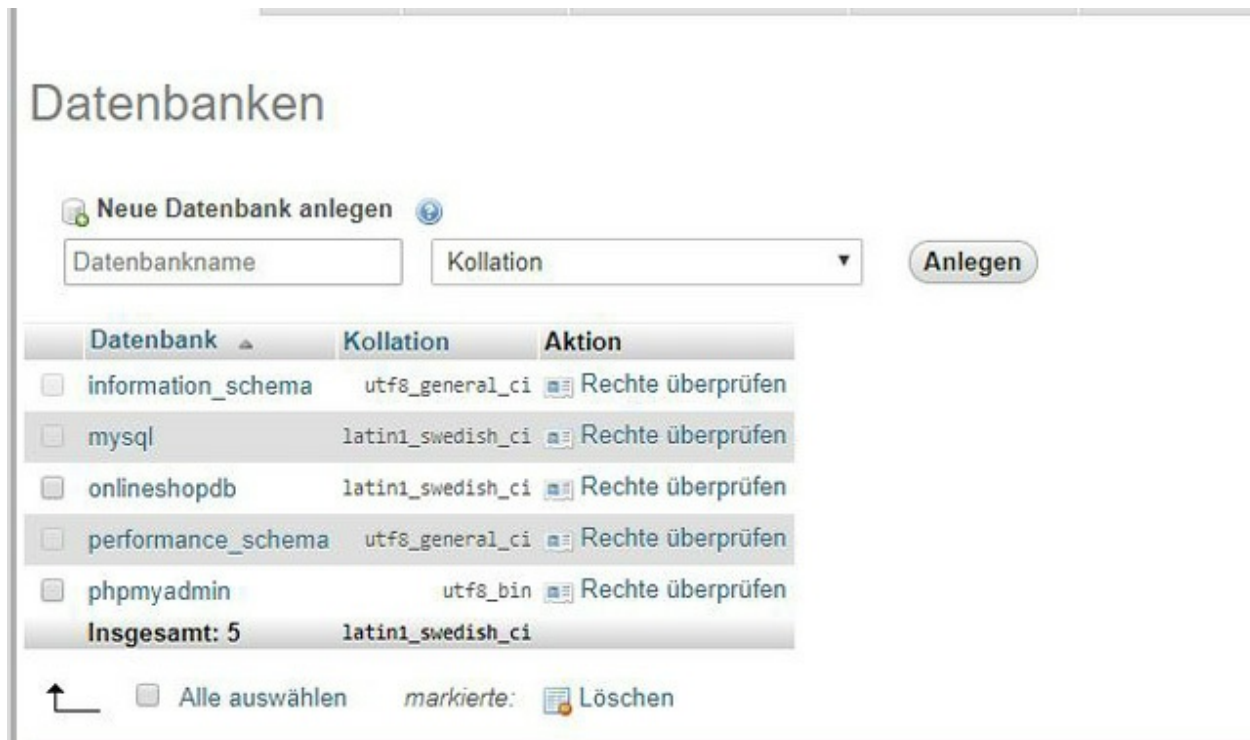 Datenbanken
Neue Datenbank anlegen
Datenbankname Kollation Anlegen
Datenbank Kollation Aktion
information_schema utf8_general_ci Rechte überprüfen
mysql latin1_swedish_ci Rechte überprüfen
onlineshopdb latin1_swedish_ci Rechte überprüfen
performance_schema utf8_general_ci Rechte überprüfen
phpmyadmin utf8_bin Rechte überprüfen
Insgesamt: 5 latin1_swedish_ci
Alle auswählen markierte: Löschen